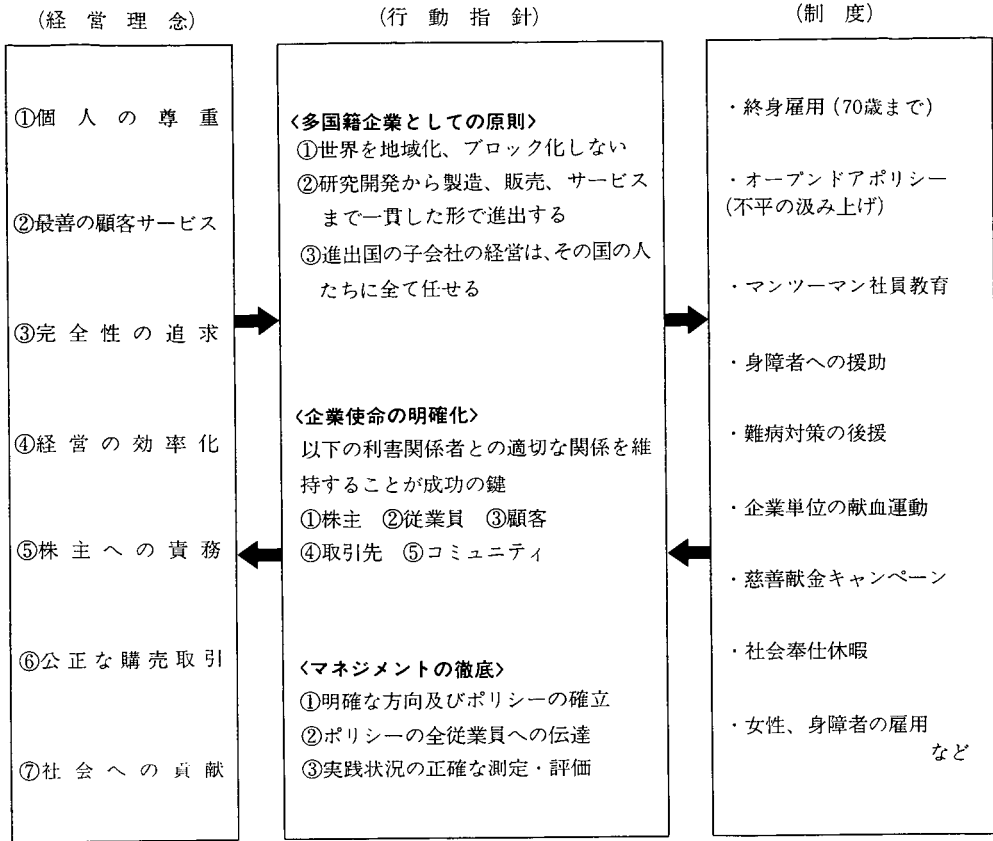 (経営理念)
①個人の尊重
②最善の顧客サービス
③完全性の追求
④経営の効率化
⑤株主への責務
⑥公正な購売取引
⑦社会への貢献
(行動指針)
<多国籍企業としての原則>
①世界を地域化、ブロック化しない
②研究開発から製造、販売、サービス
まで一貫した形で進出する
③進出国の子会社の経営は、その国の人
たちに全て任せる
<企業使命の明確化>
以下の利害関係者との適切な関係を維
持することが成功の鍵
①株主 ②従業員 ③顧客
④取引先 ⑤コミュニティ
<マネジメントの徹底>
①明確な方向及びポリシーの確立
②ポリシーの全従業員への伝達
③実践状況の正確な測定・評価
(制度)
・終身雇用(70歳まで)
・オープンドアポリシー
(不平の汲み上げ)
・マンツーマン社員教育
・身障者への援助
・難病対策の後援
・企業単位の献血運動
・慈善献金キャンペーン
・社会奉仕休暇
・女性、身障者の雇用
など